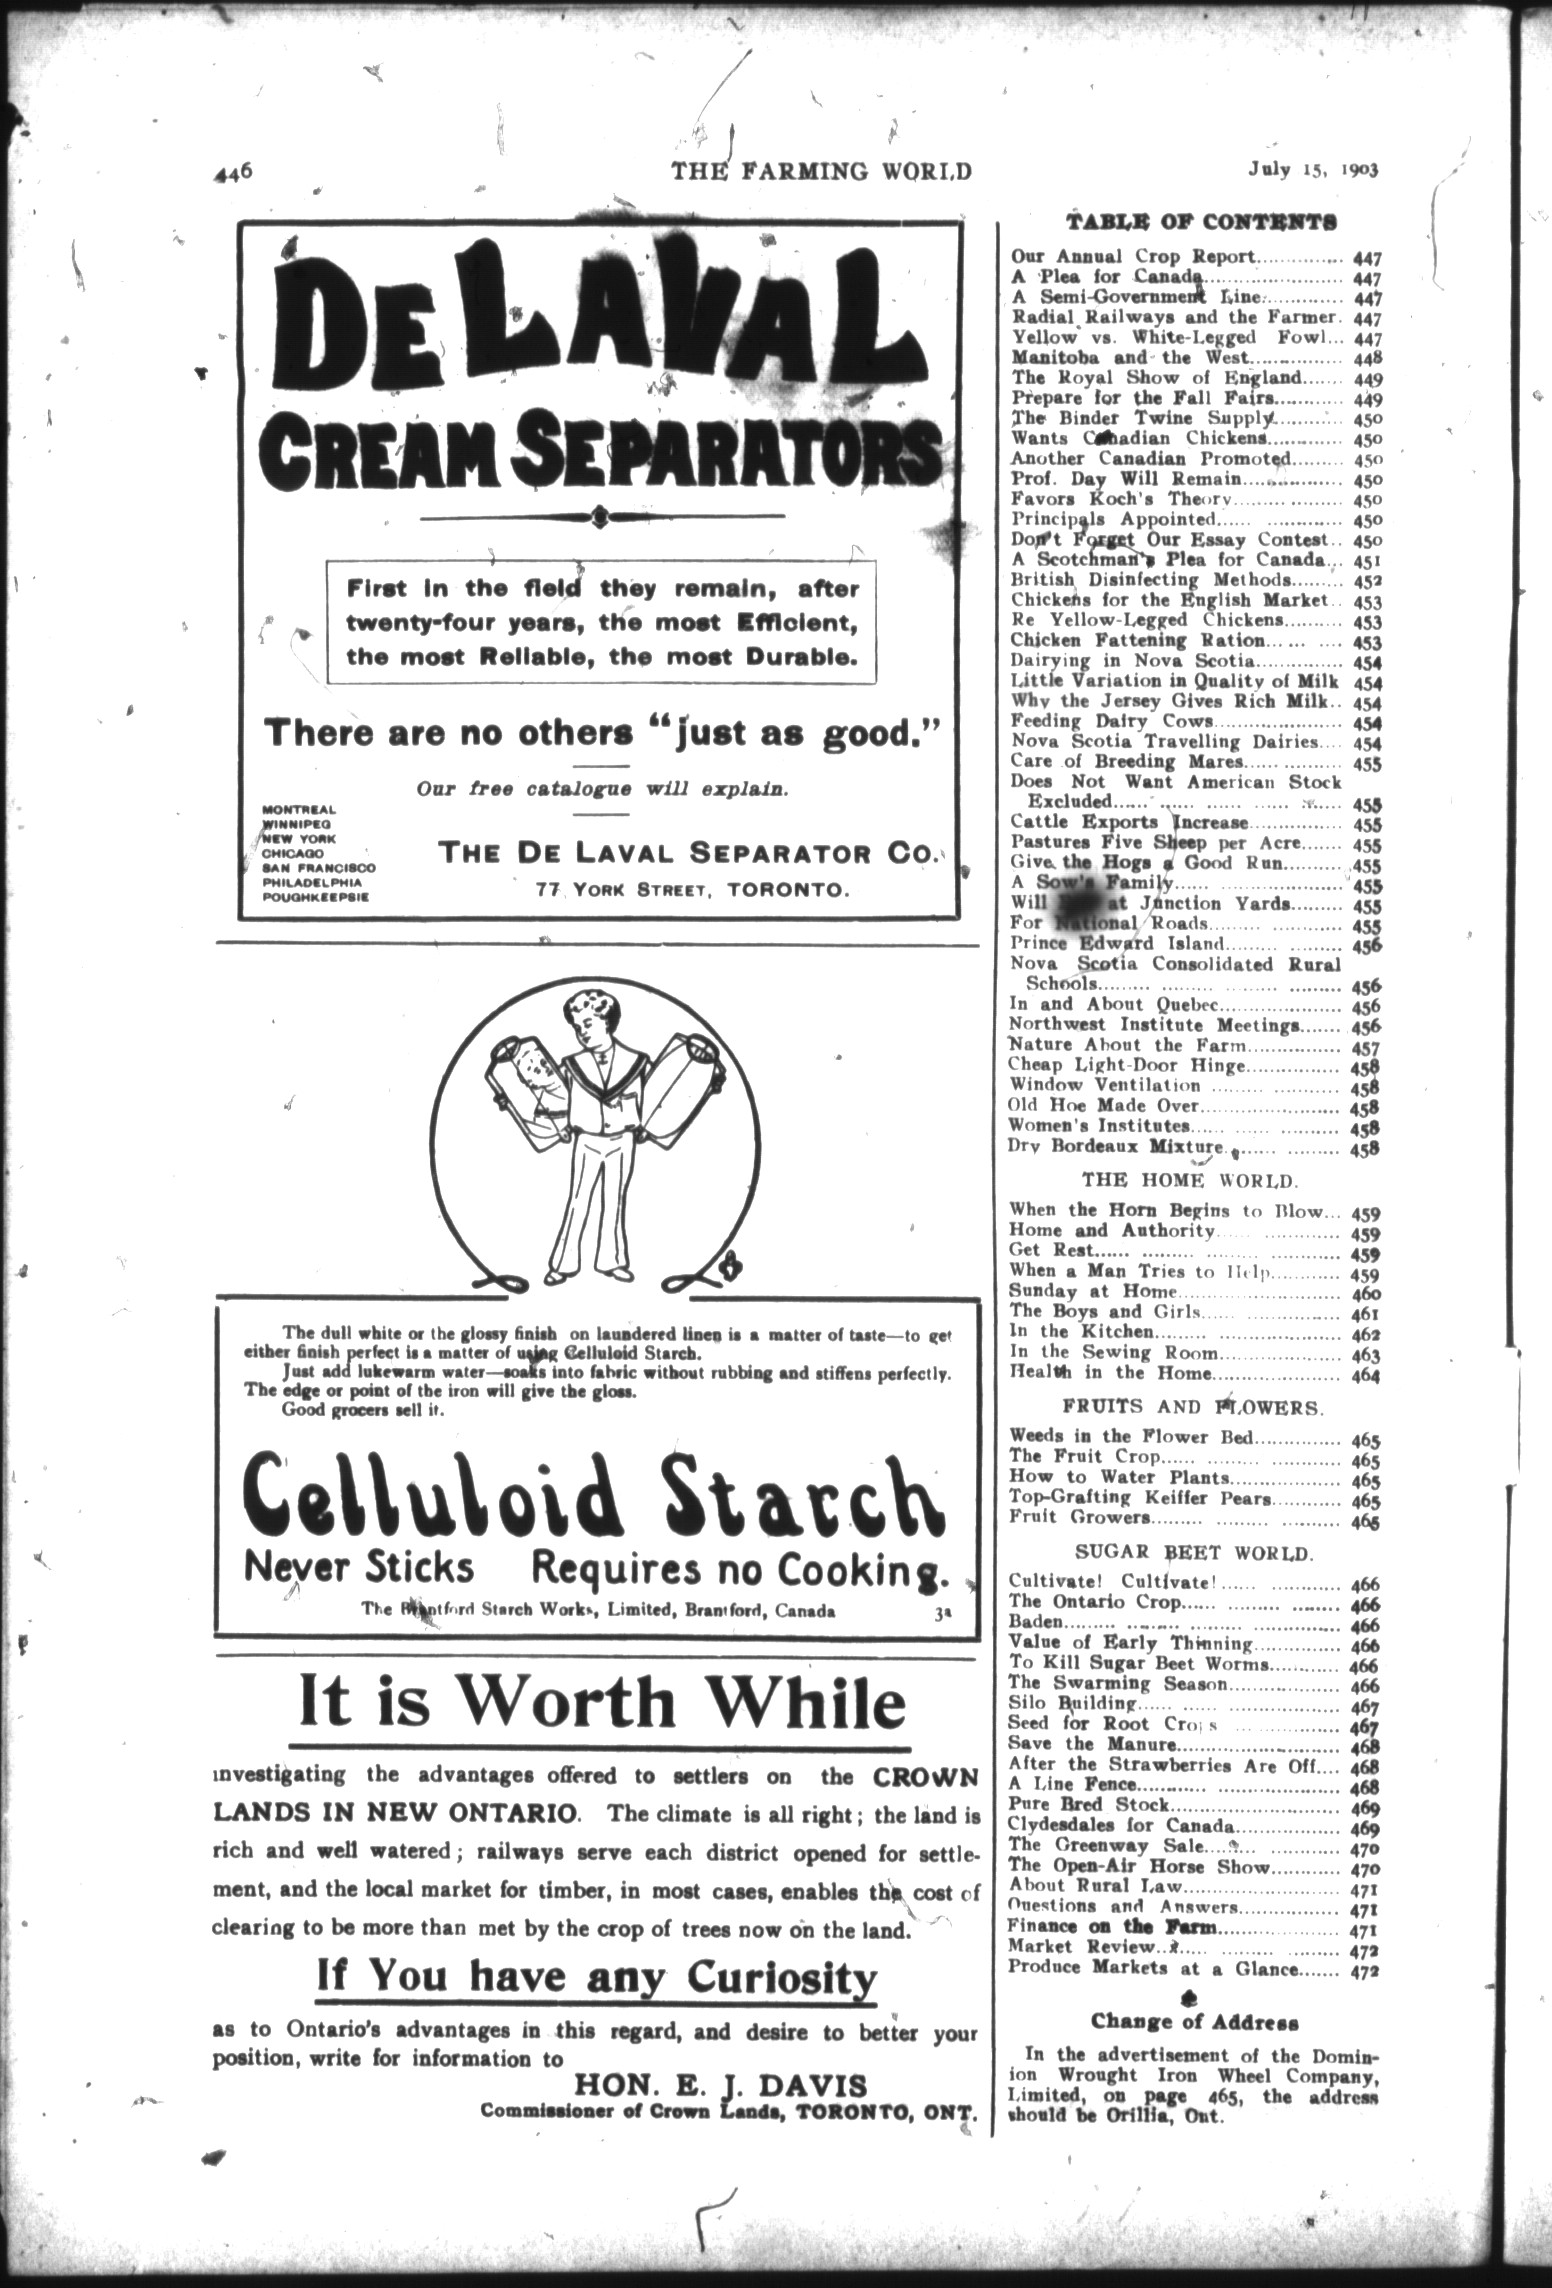 446
THE FARMING WORLD
July 15, 1903
DE LAVAL
CREAM SEPARATORS
First in the field they remain, after
twenty-four years, the most Efficient,
the most Reliable, the most Durable.
There are no others "just as good."
Our free catalogue will explain.
MONTREAL
WINNIPEG
NEW YORK
CHICAGO
SAN FRANCISCO
PHILADELPHIA
POUGHKEEPSIE
THE DE LAVAL SEPARATOR CO.
77 YORK STREET, TORONTO.
The dull white or the glossy finish on laundered linen is a matter of taste—to get
either finish perfect is a matter of using Celluloid Starch.
Just add lukewarm water—soaks into fabric without rubbing and stiffens perfectly.
The edge or point of the iron will give the gloss.
Good grocers sell it.
Celluloid Starch
Never Sticks Requires no Cooking.
The Brantford Starch Works, Limited, Brantford, Canada 3a
It is Worth While
investigating the advantages offered to settlers on the CROWN
LANDS IN NEW ONTARIO. The climate is all right; the land is
rich and well watered; railways serve each district opened for settle-
ment, and the local market for timber, in most cases, enables the cost of
clearing to be more than met by the crop of trees now on the land.
If You have any Curiosity
as to Ontario's advantages in this regard, and desire to better your
position, write for information to
HON. E. J. DAVIS
Commissioner of Crown Lands, TORONTO, ONT.
TABLE OF CONTENTS
Our Annual Crop Report.............. 447
A Plea for Canada....................... 447
A Semi-Government Line............. 447
Radial Railways and the Farmer. 447
Yellow vs. White-Legged Fowl... 447
Manitoba and the West............... 448
The Royal Show of England....... 449
Prepare for the Fall Fairs........... 449
The Binder Twine Supply........... 450
Wants Canadian Chickens............ 450
Another Canadian Promoted......... 450
Prof. Day Will Remain................ 450
Favors Koch's Theory................. 450
Principals Appointed...... ............. 450
Don't Forget Our Essay Contest.. 450
A Scotchman's Plea for Canada... 451
British Disinfecting Methods......... 452
Chickens for the English Market.. 453
Re Yellow-Legged Chickens.......... 453
Chicken Fattening Ration...... .... 453
Dairying in Nova Scotia.............. 454
Little Variation in Quality of Milk 454
Why the Jersey Gives Rich Milk.. 454
Feeding Dairy Cows..................... 454
Nova Scotia Travelling Dairies.... 454
Care of Breeding Mares...... .......... 455
Does Not Want American Stock
Excluded...... ...... ...... ...... ...... 455
Cattle Exports Increase............... 455
Pastures Five Sheep per Acre....... 455
Give the Hogs a Good Run.......... 455
A Sow's Family...... ...................... 455
Will at Junction Yards......... 455
For National Roads......... ............ 455
Prince Edward Island......... ......... 456
Nova Scotia Consolidated Rural
Schools......... ......... ......... ......... 456
In and About Quebec.................... 456
Northwest Institute Meetings....... 456
Nature About the Farm............... 457
Cheap Light-Door Hinge............... 458
Window Ventilation ......... ........... 458
Old Hoe Made Over....................... 458
Women's Institutes...... ...... .......... 458
Dry Bordeaux Mixture......... ......... 458
THE HOME WORLD.
When the Horn Begins to Blow... 459
Home and Authority...... ............ 459
Get Rest...... ......... ......... ........... 459
When a Man Tries to Help........... 459
Sunday at Home........................... 460
The Boys and Girls...... ............... 461
In the Kitchen......... ......... ......... 462
In the Sewing Room.................... 463
Health in the Home..................... 464
FRUITS AND FLOWERS.
Weeds in the Flower Bed.............. 465
The Fruit Crop...... ......... ............ 465
How to Water Plants.................. 465
Top-Grafting Keiffer Pears........... 465
Fruit Growers......... ......... .......... 465
SUGAR BEET WORLD.
Cultivate! Cultivate!...... ............ 466
The Ontario Crop...... ......... ........ 466
Baden......... ......... ......... .............. 466
Value of Early Thinning.............. 466
To Kill Sugar Beet Worms........... 466
The Swarming Season.................. 466
Silo Building...... ...... .................. 467
Seed for Root Crops ................... 467
Save the Manure........................... 468
After the Strawberries Are Off.... 468
A Line Fence........... .................... 468
Pure Bred Stock........................... 469
Clydesdales for Canada................. 469
The Greenway Sale......... ............ 470
The Open-Air Horse Show............ 470
About Rural Law......................... 471
Questions and Answers................ 471
Finance on the Farm.................... 471
Market Review......... ......... ......... 472
Produce Markets at a Glance....... 472
Change of Address
In the advertisement of the Domin-
ion Wrought Iron Wheel Company,
Limited, on page 465, the address
should be Orillia, Ont.